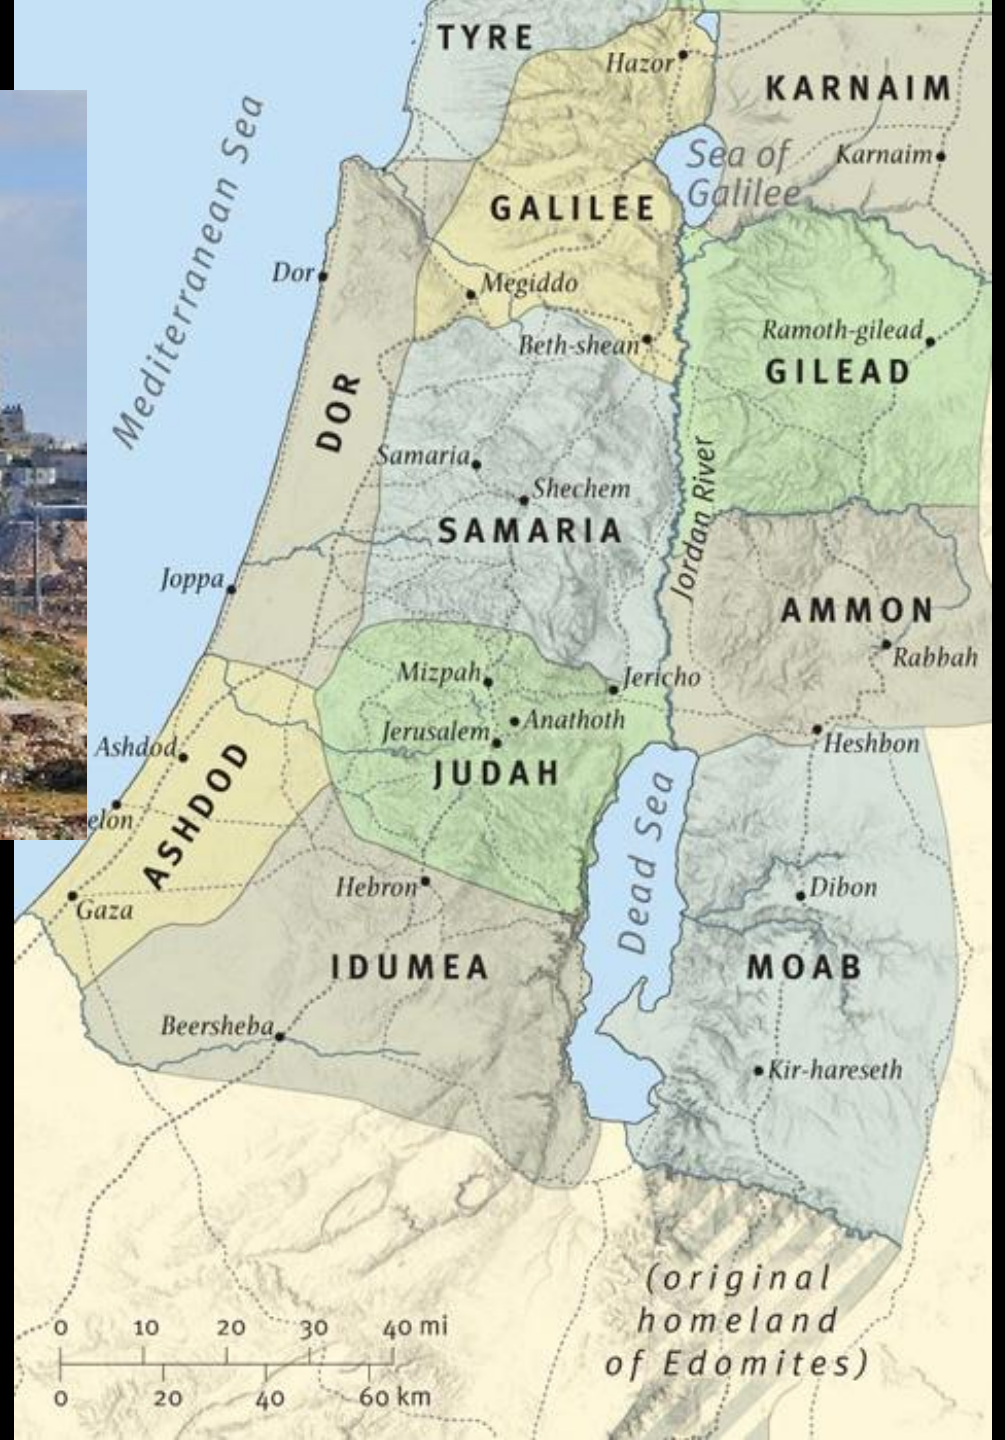 TYRE
Hazor
KARNAIM
Mediterranean Sea
Sea of
Galilee
Karnaim
GALILEE
Dor
Megiddo
Ramoth-gilead
Beth-shean
GILEAD
DOR
Samaria
Shechem
Jordan River
SAMARIA
Joppa
AMMON
Rabbah
Mizpah
Jericho
Anathoth
Jerusalem
Heshbon
Ashdod
JUDAH
elon
ASHDOD
Dead Sea
Hebron
Dibon
Gaza
IDUMEA
MOAB
Beersheba
Kir-hareseth
(original
homeland
of Edomites)
0 10 20 30 40 mi
0 20 40 60 km